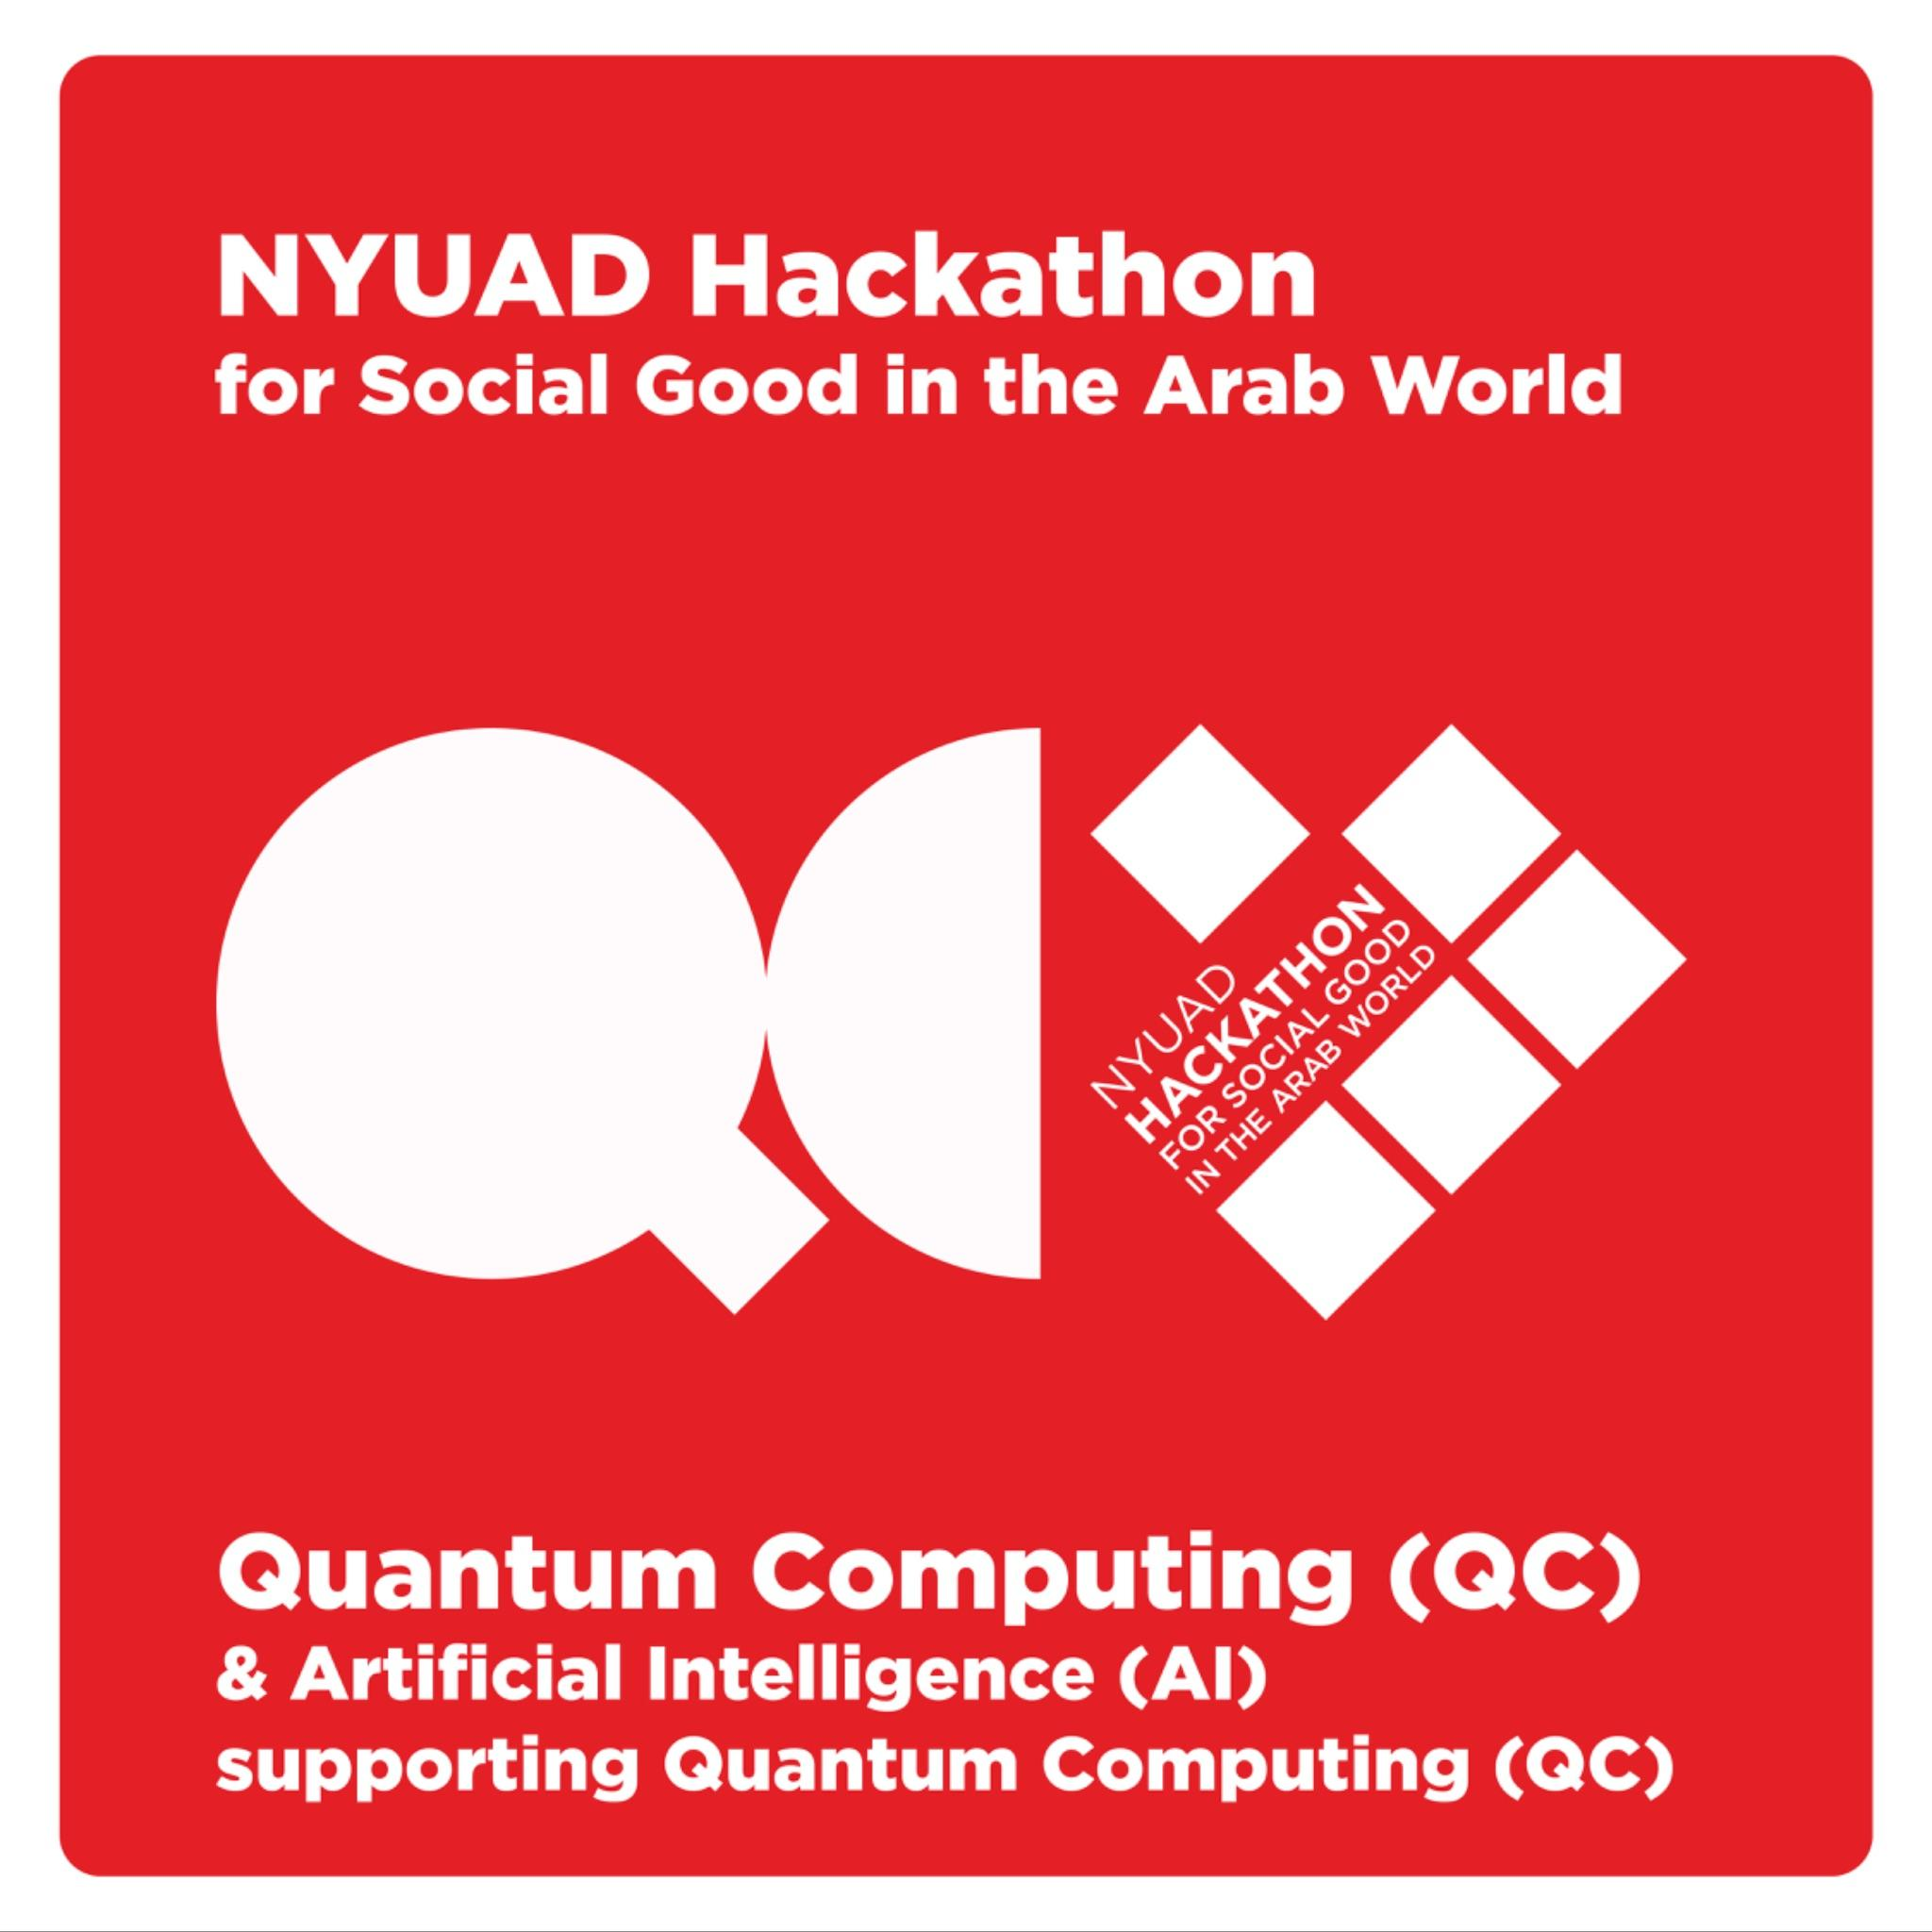 NYUAD Hackathon
for Social Good in the Arab World
NYUAD
HACKATHON
FOR SOCIAL GOOD
IN THE ARAB WORLD
Quantum Computing (QC)
& Artificial Intelligence (AI)
supporting Quantum Computing (QC)